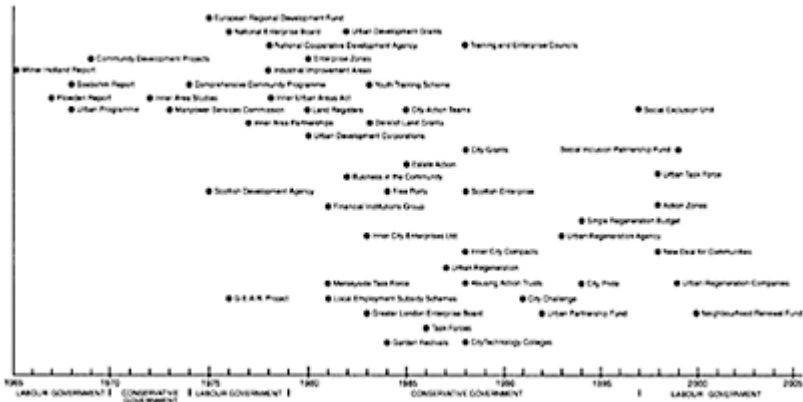 European Regional Development Fund
National Enterprise Board
Urban Development Grants
National Cooperative Development Agency
Training and Enterprise Councils
Community Development Projects
Enterprise Zones
Milner Holland Report
Industrial Improvement Areas
Seebohm Report
Comprehensive Community Programme
Youth Training Scheme
Plowden Report
Inner Area Studies
Inner Urban Areas Act
Urban Programme
Manpower Services Commission
Land Registers
City Action Teams
Social Exclusion Unit
Inner Area Partnerships
Derelict Land Grants
Urban Development Corporations
City Grants
Social Inclusion Partnership Fund
Estate Action
Business in the Community
Urban Task Force
Scottish Development Agency
Free Ports
Scottish Enterprise
Financial Institutions Group
Action Zones
Single Regeneration Budget
Inner City Enterprises Ltd
Urban Regeneration Agency
Inner City Compacts
New Deal for Communities
Urban Regeneration
Merseyside Task Force
Housing Action Trusts
City Pride
Urban Regeneration Companies
G.E.A.R. Project
Local Employment Subsidy Schemes
City Challenge
Greater London Enterprise Board
Urban Partnership Fund
Neighbourhood Renewal Fund
Task Forces
Garden Festivals
CityTechnology Colleges
1965
1970
1975
1980
1985
1990
1995
2000
2005
LABOUR GOVERNMENT
CONSERVATIVE
GOVERNMENT
LABOUR GOVERNMENT
CONSERVATIVE GOVERNMENT
LABOUR GOVERNMENT